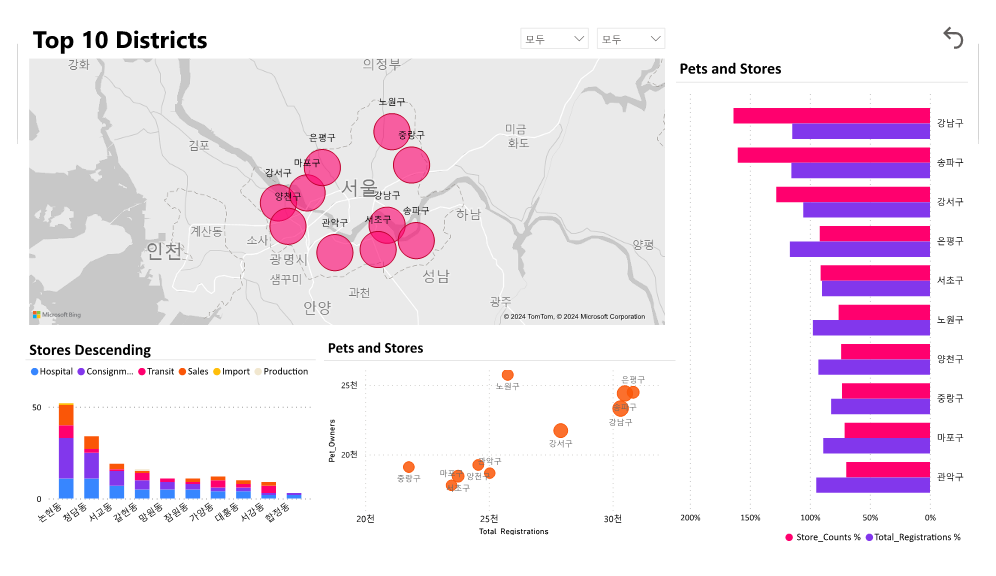 Top 10 Districts
모두
모두
강화
의정부
노원구
중랑구
은평구
미금
화도
김포
마포구
강서구
양천구
서울
강남구
송파구
서초구
관악구
하남
계산동
소사
인천
광명시
양평
성남
샘꾸미
과천
안양
광주
Microsoft Bing
© 2024 TomTom, © 2024 Microsoft Corporation
Stores Descending
Hospital
Consignm...
Transit
Sales
Import
Production
50
0
논현동
청담동
서교동
갈현동
망원동
잠원동
가양동
대흥동
서강동
합정동
Pets and Stores
Pet_Owners
25천
20천
노원구
은평구
송파구
강남구
강서구
관악구
중랑구
마포구
양천구
서초구
20천
25천
30천
Total_Registrations
Pets and Stores
강남구
송파구
강서구
은평구
서초구
노원구
양천구
중랑구
마포구
관악구
200%
150%
100%
50%
0%
Store_Counts %
Total_Registrations %